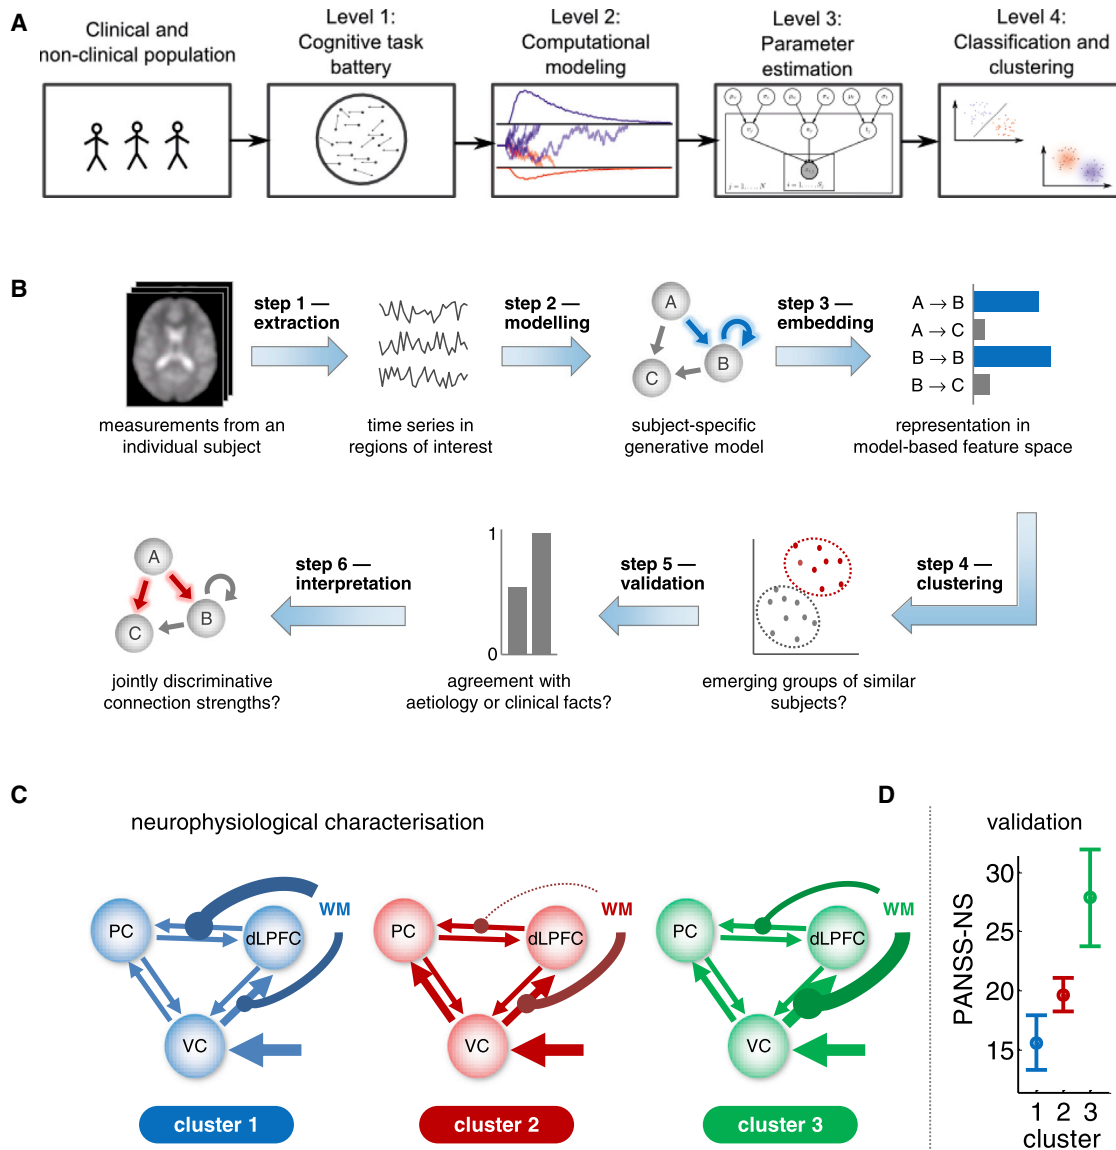 A
Clinical and
non-clinical population
Level 1:
Cognitive task
battery
Level 2:
Computational
modeling
Level 3:
Parameter
estimation
Level 4:
Classification and
clustering
j = 1, . . . , N
i = 1, . . . , S_j
B
step 1 —
extraction
step 2 —
modelling
step 3 —
embedding
A
B
C
A → B
A → C
B → B
B → C
measurements from an
individual subject
time series in
regions of interest
subject-specific
generative model
representation in
model-based feature space
step 4 —
clustering
step 5 —
validation
step 6 —
interpretation
1
0
A
B
C
jointly discriminative
connection strengths?
agreement with
aetiology or clinical facts?
emerging groups of similar
subjects?
C
neurophysiological characterisation
PC
dLPFC
VC
WM
cluster 1
PC
dLPFC
VC
WM
cluster 2
PC
dLPFC
VC
WM
cluster 3
D
validation
PANSS-NS
30
25
20
15
1 2 3
cluster